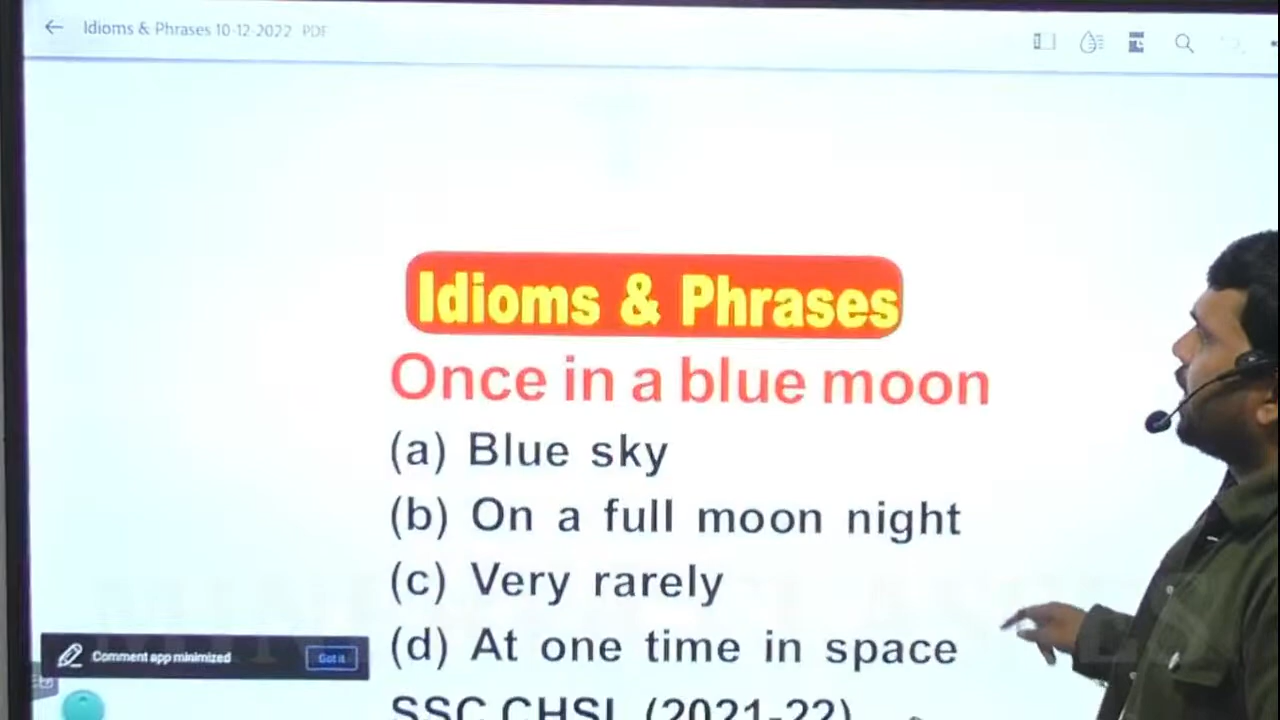 Idioms & Phrases 10-12-2022 PDF
Idioms & Phrases
Once in a blue moon
(a) Blue sky
(b) On a full moon night
(c) Very rarely
(d) At one time in space
Comment app minimized Got it
SSC CHSL (2021-22)